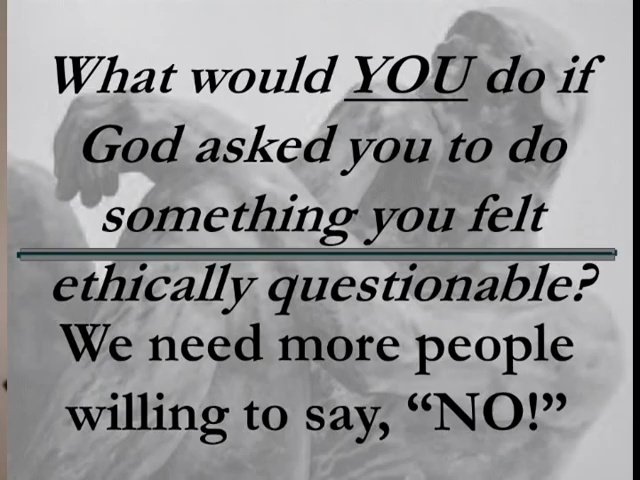 What would YOU do if
God asked you to do
something you felt
ethically questionable?
We need more people
willing to say, “NO!”